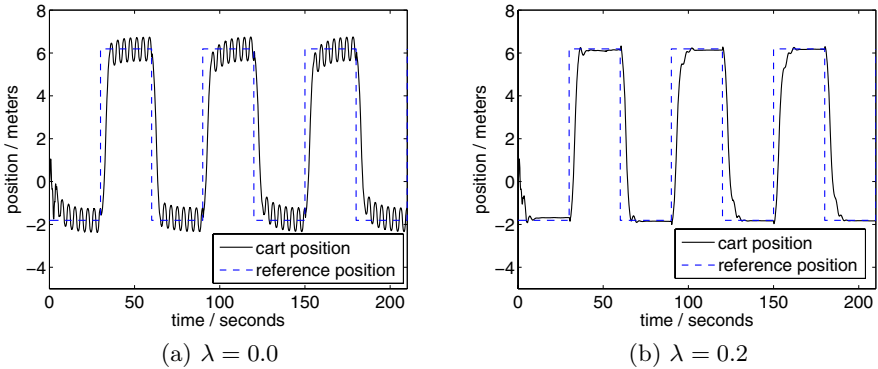 8
6
4
2
0
−2
−4
0 50 100 150 200
position / meters
time / seconds
cart position
reference position
(a) λ = 0.0
8
6
4
2
0
−2
−4
0 50 100 150 200
position / meters
time / seconds
cart position
reference position
(b) λ = 0.2